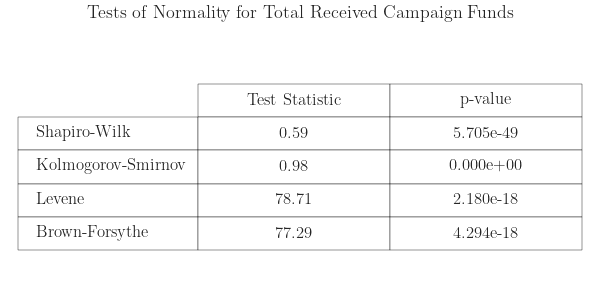 Tests of Normality for Total Received Campaign Funds
Test Statistic p-value
Shapiro-Wilk 0.59 5.705e-49
Kolmogorov-Smirnov 0.98 0.000e+00
Levene 78.71 2.180e-18
Brown-Forsythe 77.29 4.294e-18